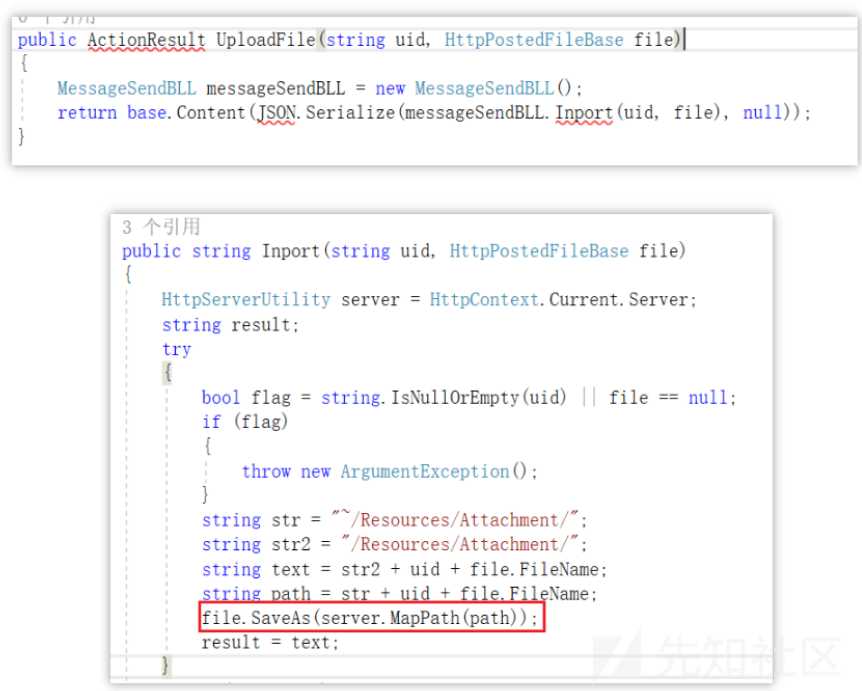 public ActionResult UploadFile(string uid, HttpPostedFileBase file)
{
MessageSendBLL messageSendBLL = new MessageSendBLL();
return base.Content(JSON.Serialize(messageSendBLL.Inport(uid, file), null));
}
3 个引用
public string Inport(string uid, HttpPostedFileBase file)
{
HttpServerUtility server = HttpContext.Current.Server;
string result;
try
{
bool flag = string.IsNullOrEmpty(uid) || file == null;
if (flag)
{
throw new ArgumentException();
}
string str = "~/Resources/Attachment/";
string str2 = "/Resources/Attachment/";
string text = str2 + uid + file.FileName;
string path = str + uid + file.FileName;
file.SaveAs(server.MapPath(path));
result = text;
}
先知社区